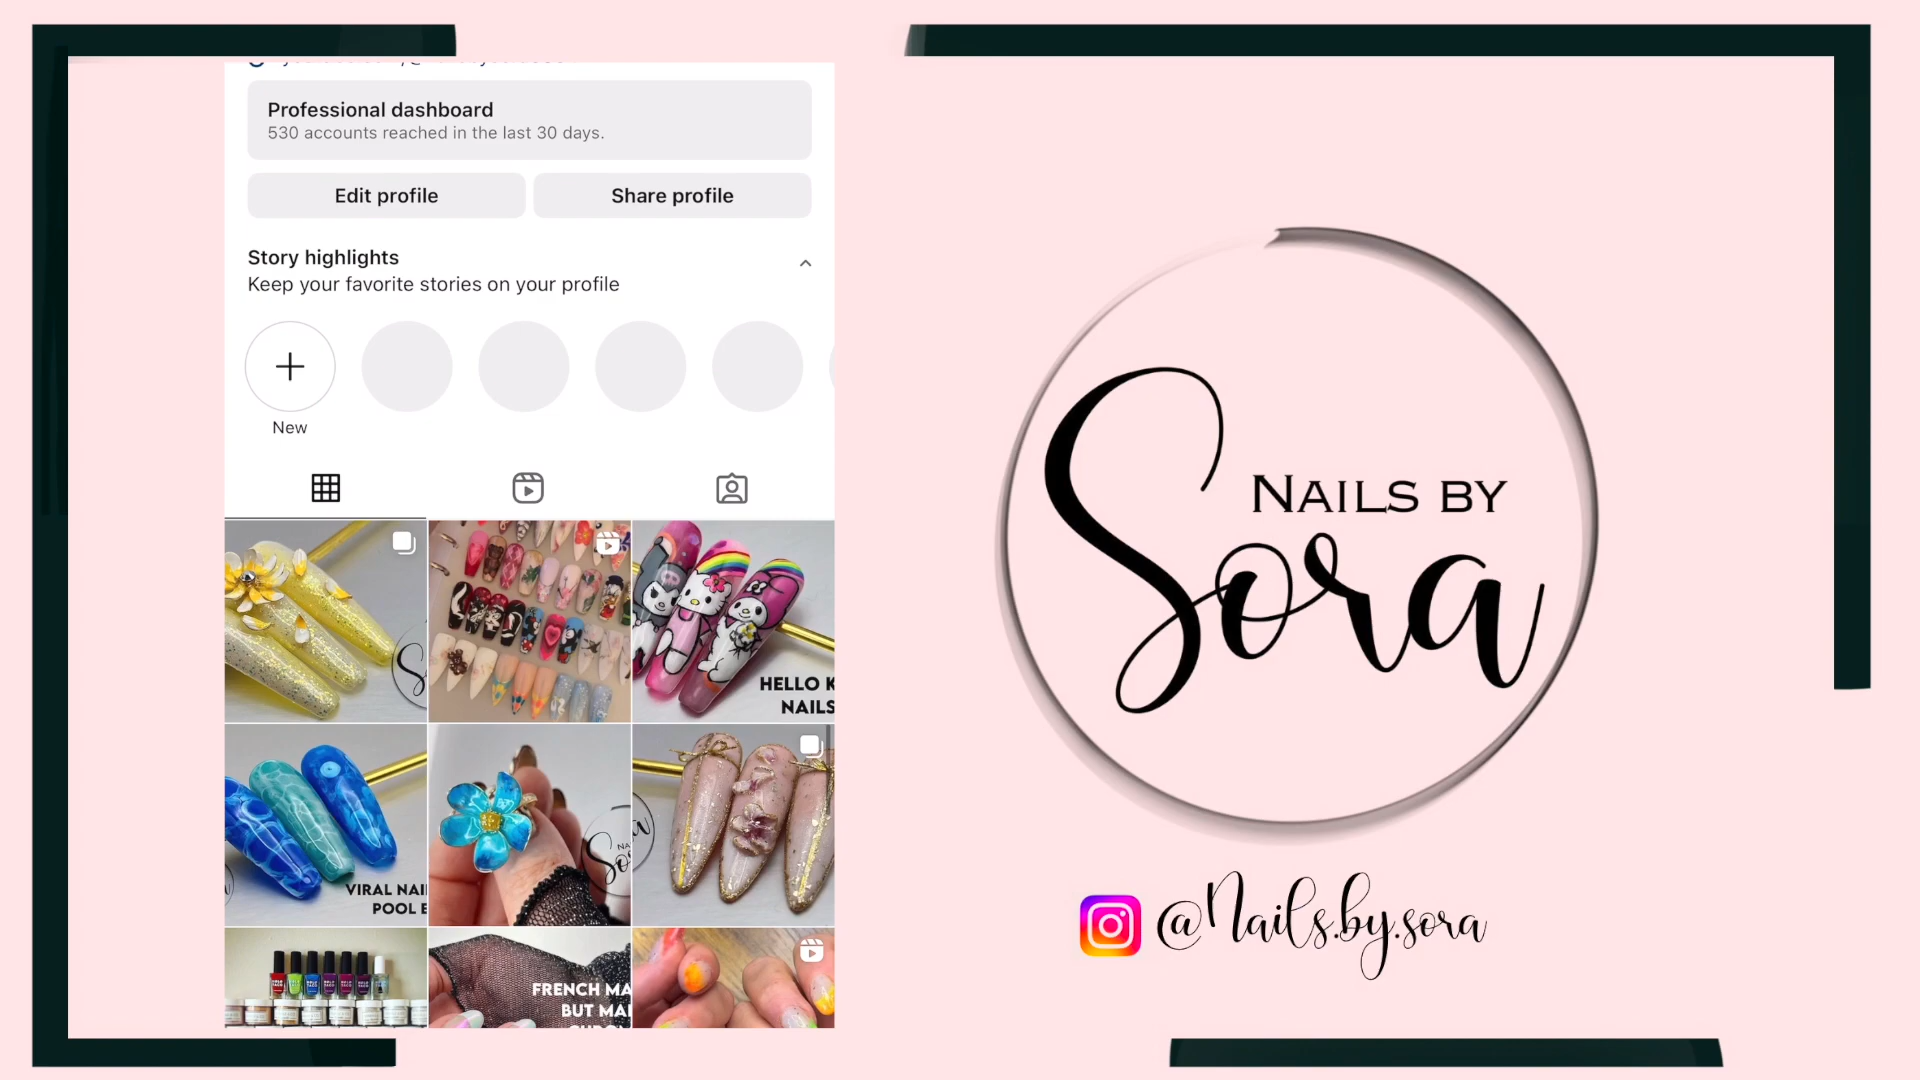 Professional dashboard
530 accounts reached in the last 30 days.
Edit profile
Share profile
Story highlights
Keep your favorite stories on your profile
New
HELLO K
NAILS
VIRAL NAI
POOL E
FRENCH MA
BUT MA
NAILS BY
Sora
@Nails.by.sora